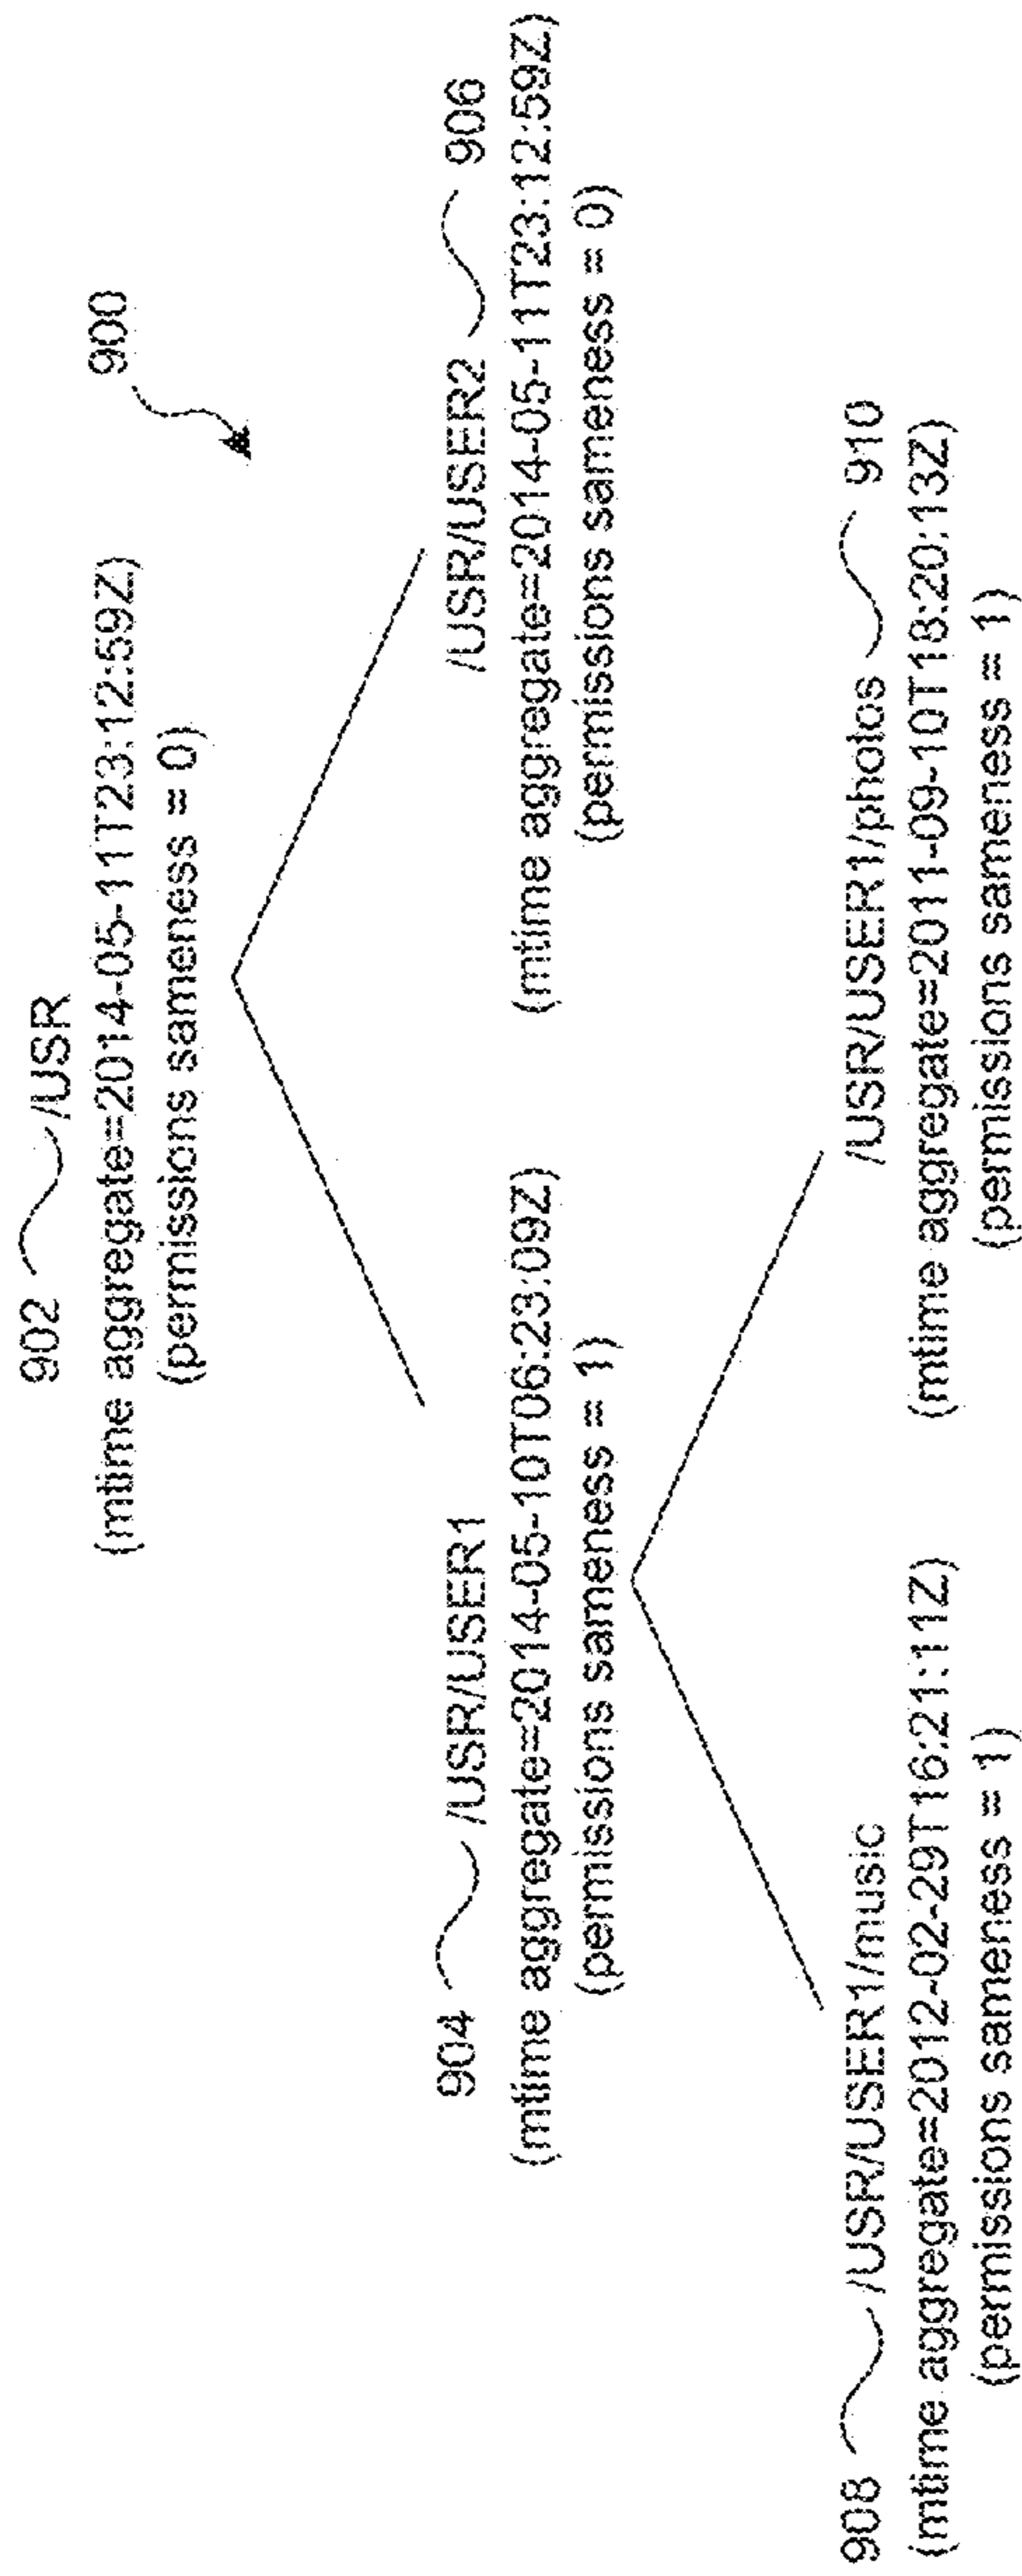 900
902 /USR
(mtime aggregate=2014-05-11T23:12:59Z)
(permissions sameness = 0)
904 /USR/USER1
(mtime aggregate=2014-05-10T06:23:09Z)
(permissions sameness = 1)
/USR/USER2 906
(mtime aggregate=2014-05-11T23:12:59Z)
(permissions sameness = 0)
908 /USR/USER1/music
(mtime aggregate=2012-02-29T16:21:11Z)
(permissions sameness = 1)
/USR/USER1/photos 910
(mtime aggregate=2011-09-10T18:20:13Z)
(permissions sameness = 1)